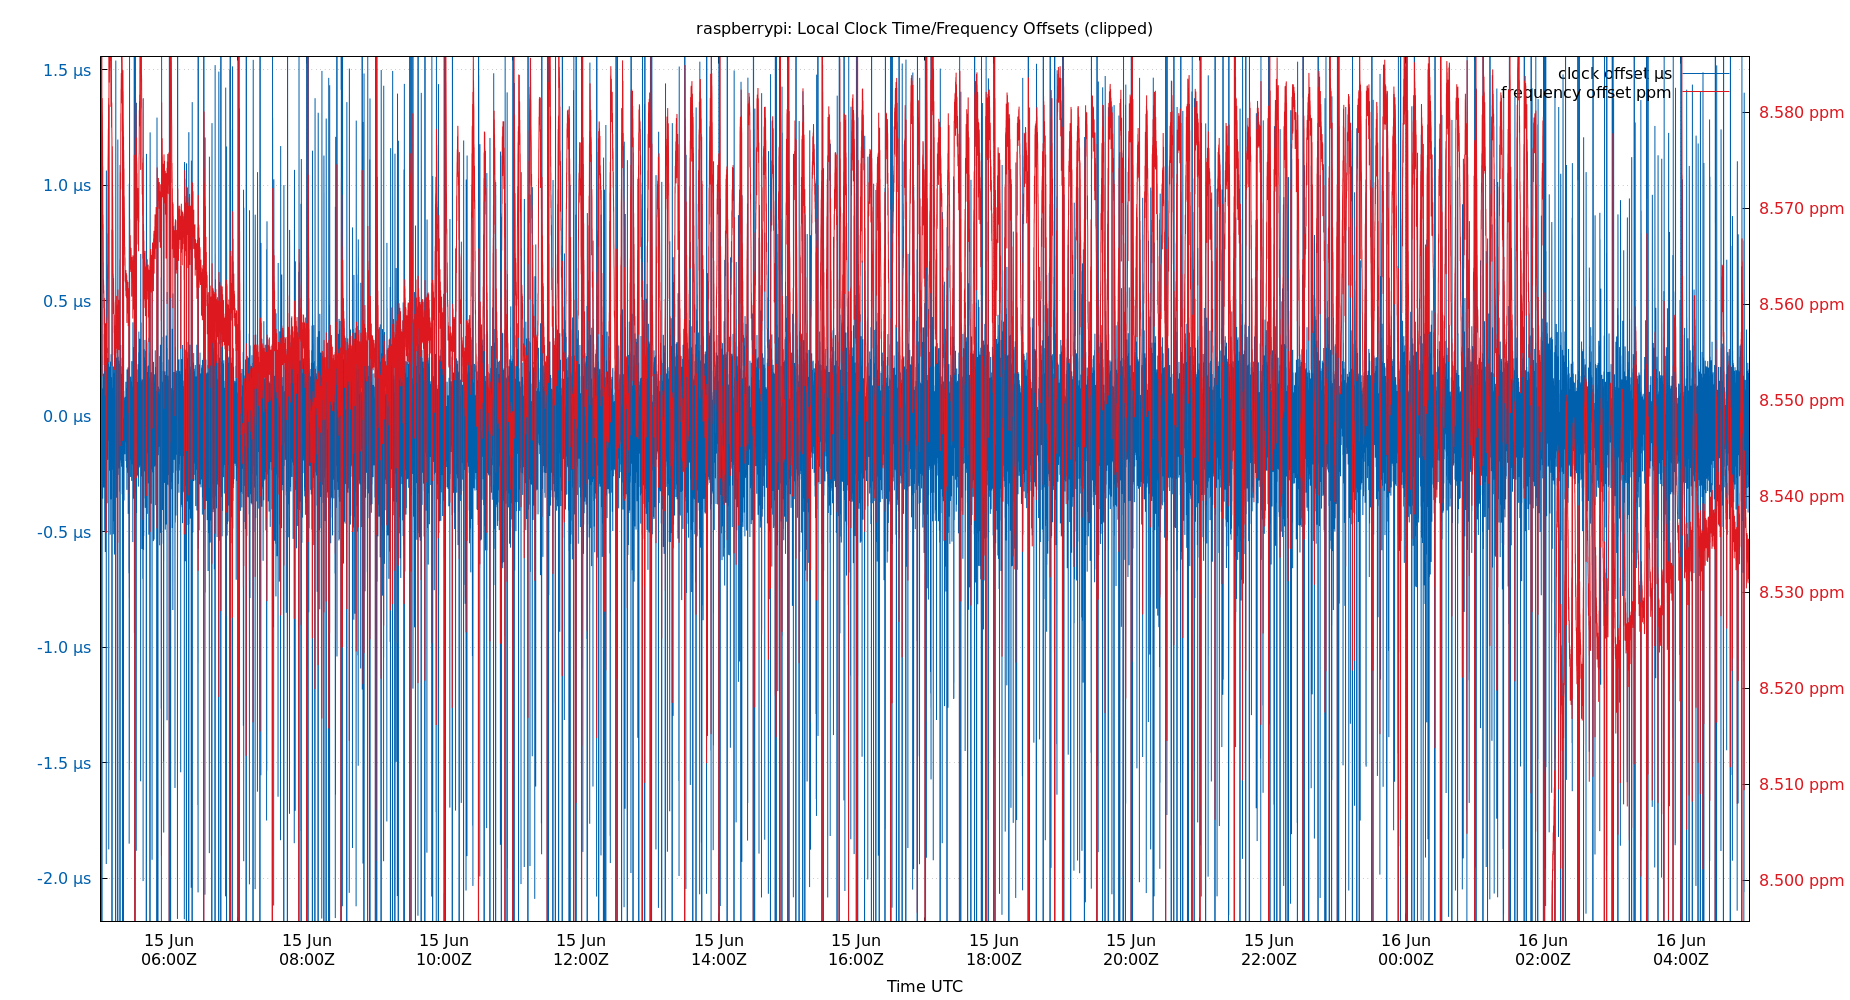 raspberrypi: Local Clock Time/Frequency Offsets (clipped)
clock offset µs
frequency offset ppm
1.5 µs
1.0 µs
0.5 µs
0.0 µs
-0.5 µs
-1.0 µs
-1.5 µs
-2.0 µs
8.580 ppm
8.570 ppm
8.560 ppm
8.550 ppm
8.540 ppm
8.530 ppm
8.520 ppm
8.510 ppm
8.500 ppm
15 Jun 15 Jun 15 Jun 15 Jun 15 Jun 15 Jun 15 Jun 15 Jun 15 Jun 16 Jun 16 Jun 16 Jun
06:00Z 08:00Z 10:00Z 12:00Z 14:00Z 16:00Z 18:00Z 20:00Z 22:00Z 00:00Z 02:00Z 04:00Z
Time UTC